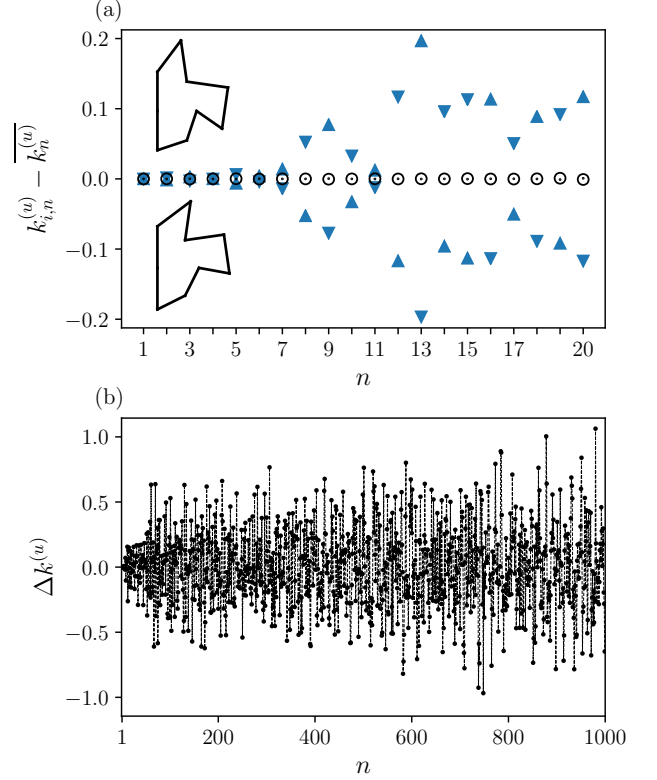 (a)
0.2
0.1
0.0
−0.1
−0.2
k_{i,n}^{(u)} − \overline{k_n^{(u)}}
1 3 5 7 9 11 13 15 17 20
n
(b)
1.0
0.5
0.0
−0.5
−1.0
Δk^{(u)}
1 200 400 600 800 1000
n